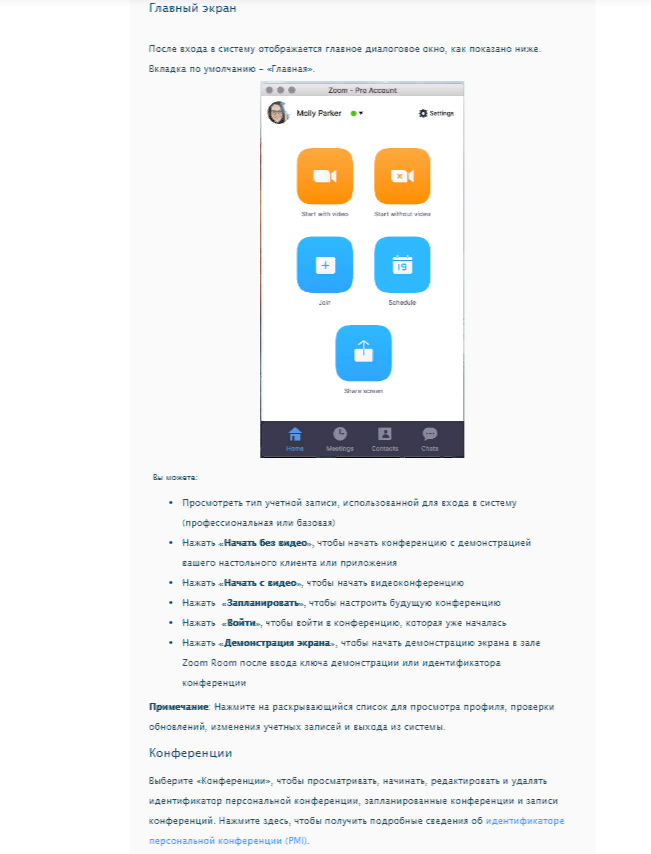 Главный экран
После входа в систему отображается главное диалоговое окно, как показано ниже.
Вкладка по умолчанию – «Главная».
Zoom - Pro Account
Molly Parker
Settings
Start with video
Start without video
19
Join
Schedule
Share screen
Home
Meetings
Contacts
Chats
Вы можете:
• Просмотреть тип учетной записи, использованной для входа в систему
(профессиональная или базовая)
• Нажать «Начать без видео», чтобы начать конференцию с демонстрацией
вашего настольного клиента или приложения
• Нажать «Начать с видео», чтобы начать видеоконференцию
• Нажать «Запланировать», чтобы настроить будущую конференцию
• Нажать «Войти», чтобы войти в конференцию, которая уже началась
• Нажать «Демонстрация экрана», чтобы начать демонстрацию экрана в зале
Zoom Room после ввода ключа демонстрации или идентификатора
конференции
Примечание: Нажмите на раскрывающийся список для просмотра профиля, проверки
обновлений, изменения учетных записей и выхода из системы.
Конференции
Выберите «Конференции», чтобы просматривать, начинать, редактировать и удалять
идентификатор персональной конференции, запланированные конференции и записи
конференций. Нажмите здесь, чтобы получить подробные сведения об идентификаторе
персональной конференции (PMI).